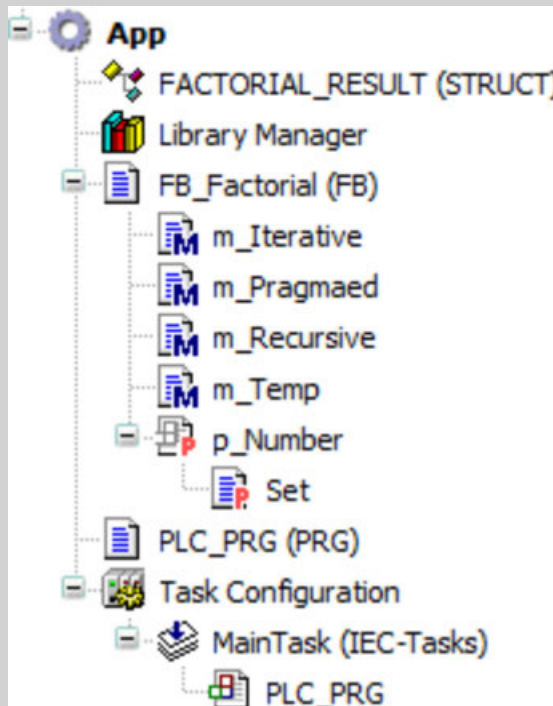 App
FACTORIAL_RESULT (STRUCT)
Library Manager
FB_Factorial (FB)
m_Iterative
m_Pragmaed
m_Recursive
m_Temp
p_Number
Set
PLC_PRG (PRG)
Task Configuration
MainTask (IEC-Tasks)
PLC_PRG